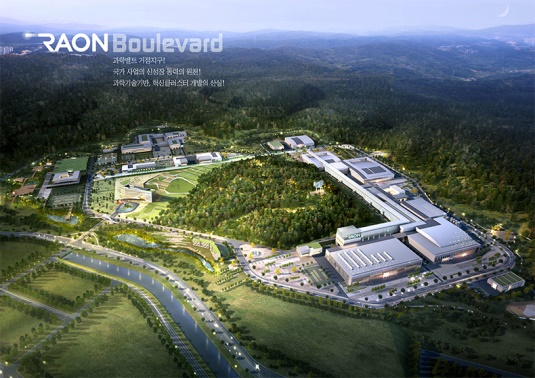 RAON Boulevard
과학벨트 거점지구!
국가 사업의 신성장 동력의 원천!
과학기술기반, 혁신클러스터 개발의 산실!
RAON